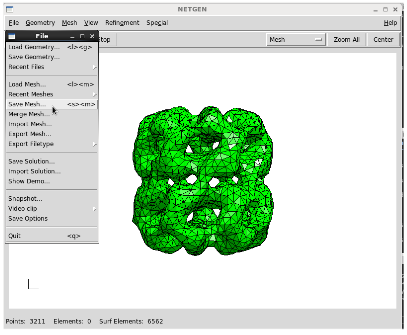 NETGEN
File Geometry Mesh View Refinement Special Help
Stop Mesh Zoom All Center
File
Load Geometry... <l><g>
Save Geometry...
Recent Files
Load Mesh... <l><m>
Recent Meshes
Save Mesh... <s><m>
Merge Mesh...
Import Mesh...
Export Mesh...
Export Filetype
Save Solution...
Import Solution...
Show Demo...
Snapshot...
Video clip
Save Options
Quit <q>
Points: 3211 Elements: 0 Surf Elements: 6562